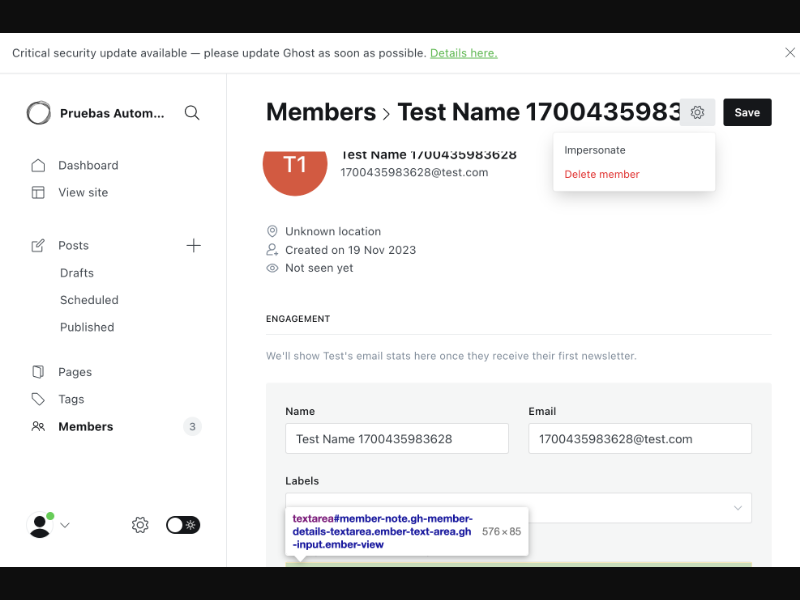 Critical security update available — please update Ghost as soon as possible. Details here.
Pruebas Autom...
Dashboard
View site
Posts
Drafts
Scheduled
Published
Pages
Tags
Members
3
Members > Test Name 1700435983
Save
Impersonate
Delete member
T1
Test Name 1700435983628
1700435983628@test.com
Unknown location
Created on 19 Nov 2023
Not seen yet
ENGAGEMENT
We'll show Test's email stats here once they receive their first newsletter.
Name
Email
Test Name 1700435983628
1700435983628@test.com
Labels
textarea#member-note.gh-member-
details-textarea.ember-text-area.gh
-input.ember-view
576 × 85